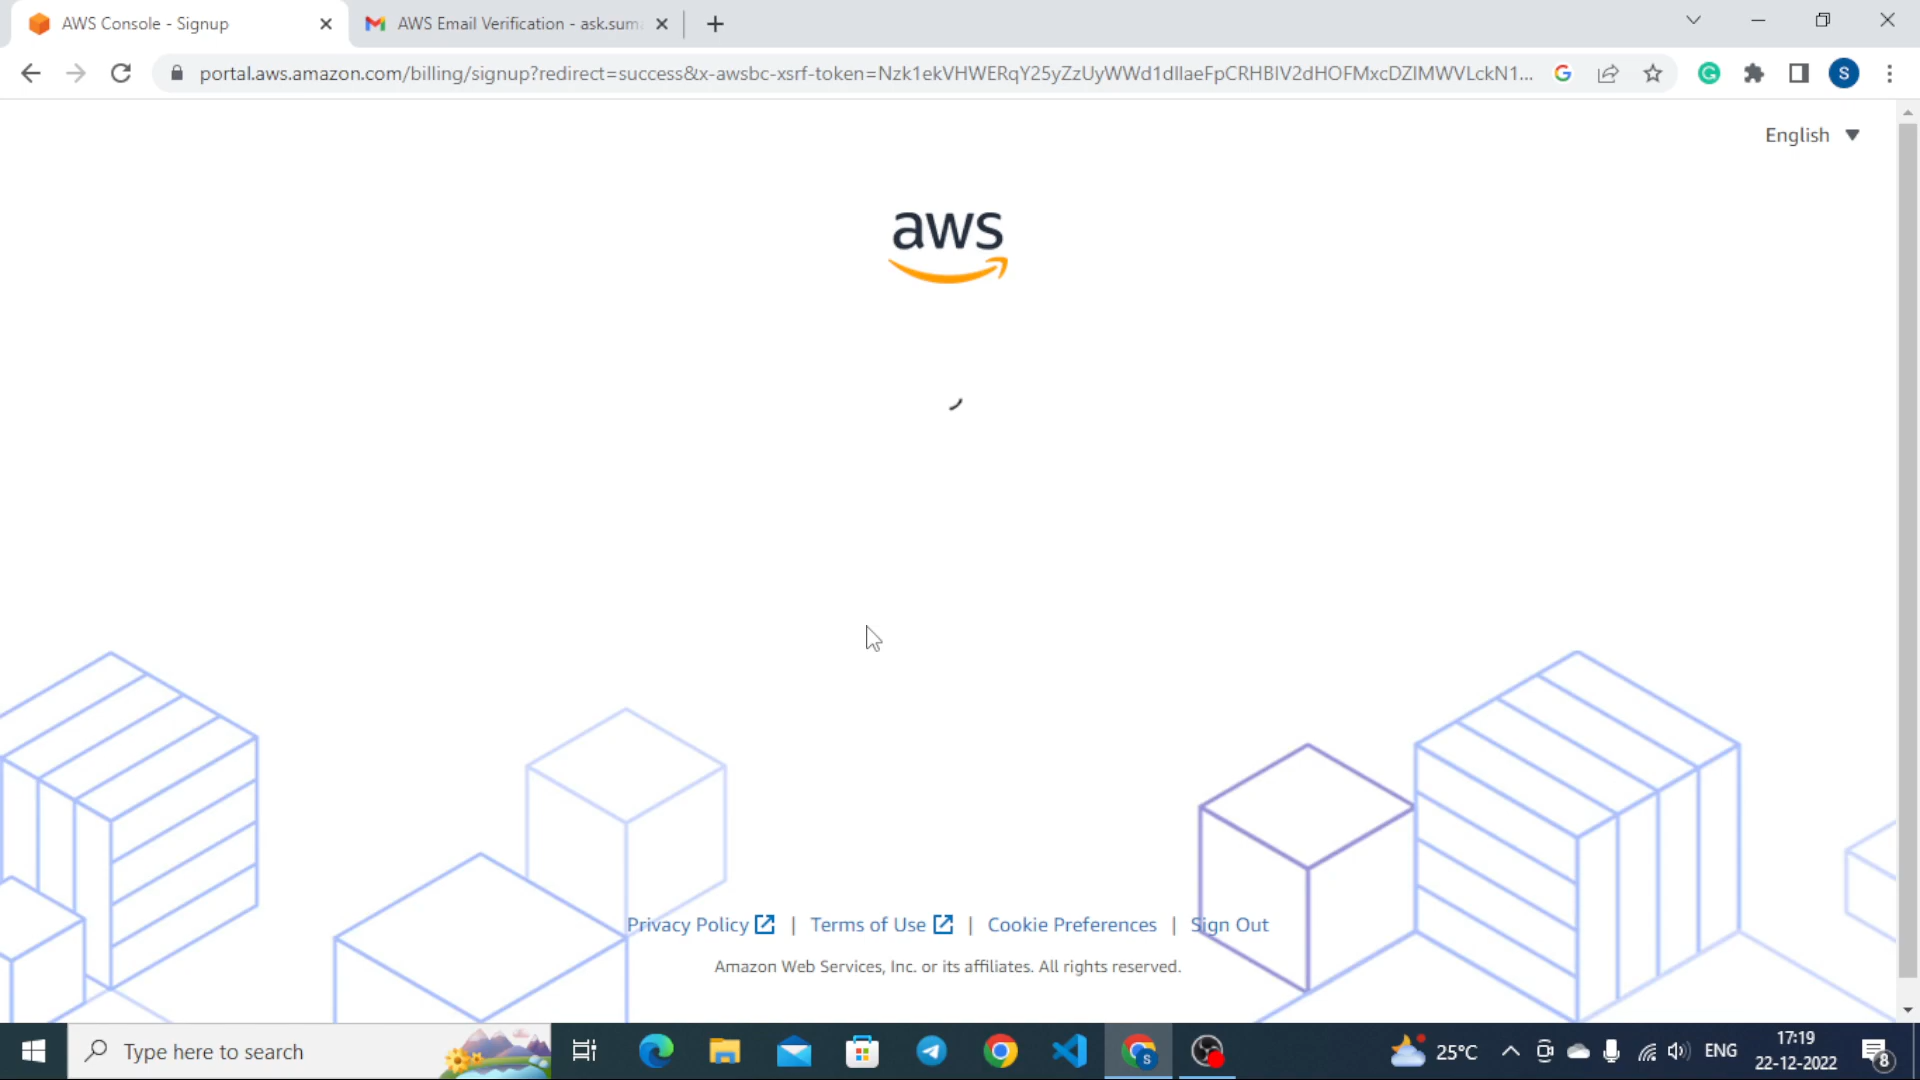 AWS Console - Signup
AWS Email Verification - ask.suma
portal.aws.amazon.com/billing/signup?redirect=success&x-awsbc-xsrf-token=
English
aws
Privacy Policy | Terms of Use | Cookie Preferences | Sign Out
Amazon Web Services, Inc. or its affiliates. All rights reserved.
Type here to search
25°C
ENG
17:19
22-12-2022
8
S
S